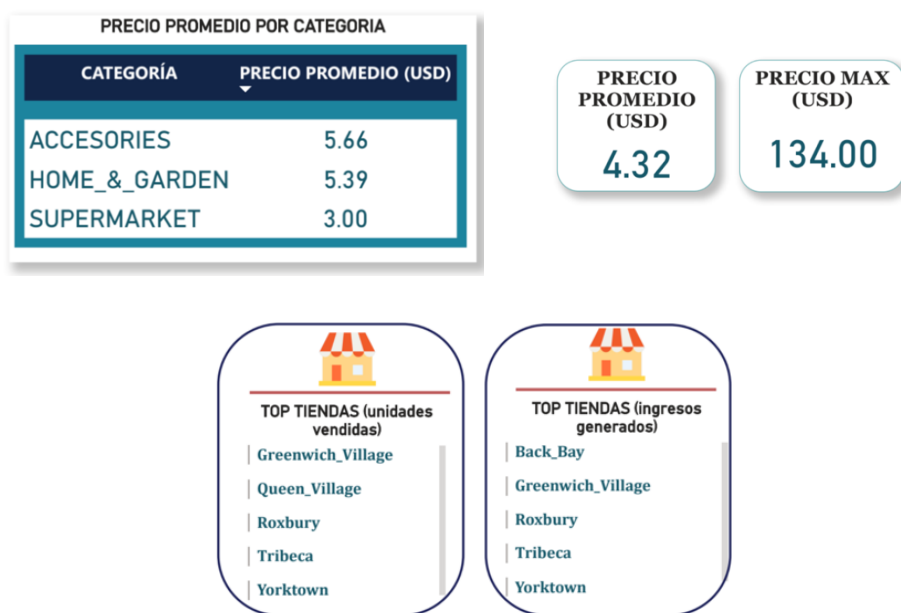 PRECIO PROMEDIO POR CATEGORIA
CATEGORÍA PRECIO PROMEDIO (USD)
ACCESORIES 5.66
HOME_&_GARDEN 5.39
SUPERMARKET 3.00
PRECIO
PROMEDIO
(USD)
4.32
PRECIO MAX
(USD)
134.00
TOP TIENDAS (unidades
vendidas)
Greenwich_Village
Queen_Village
Roxbury
Tribeca
Yorktown
TOP TIENDAS (ingresos
generados)
Back_Bay
Greenwich_Village
Roxbury
Tribeca
Yorktown